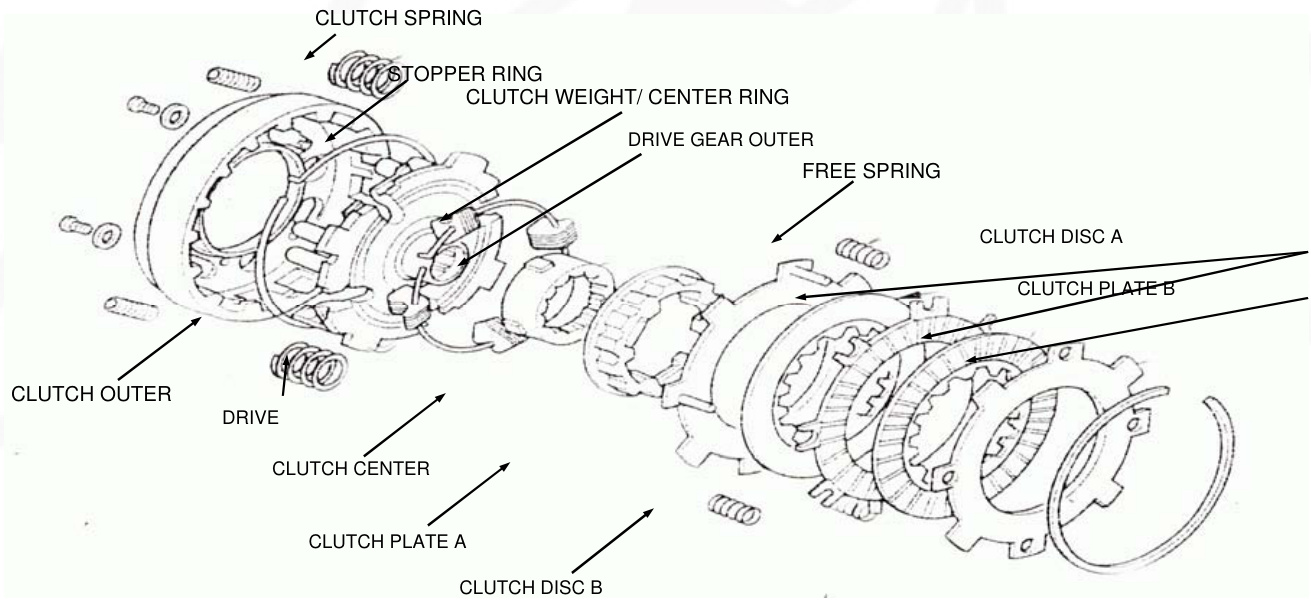 CLUTCH SPRING
STOPPER RING
CLUTCH WEIGHT/ CENTER RING
DRIVE GEAR OUTER
FREE SPRING
CLUTCH DISC A
CLUTCH PLATE B
CLUTCH OUTER
DRIVE
CLUTCH CENTER
CLUTCH PLATE A
CLUTCH DISC B